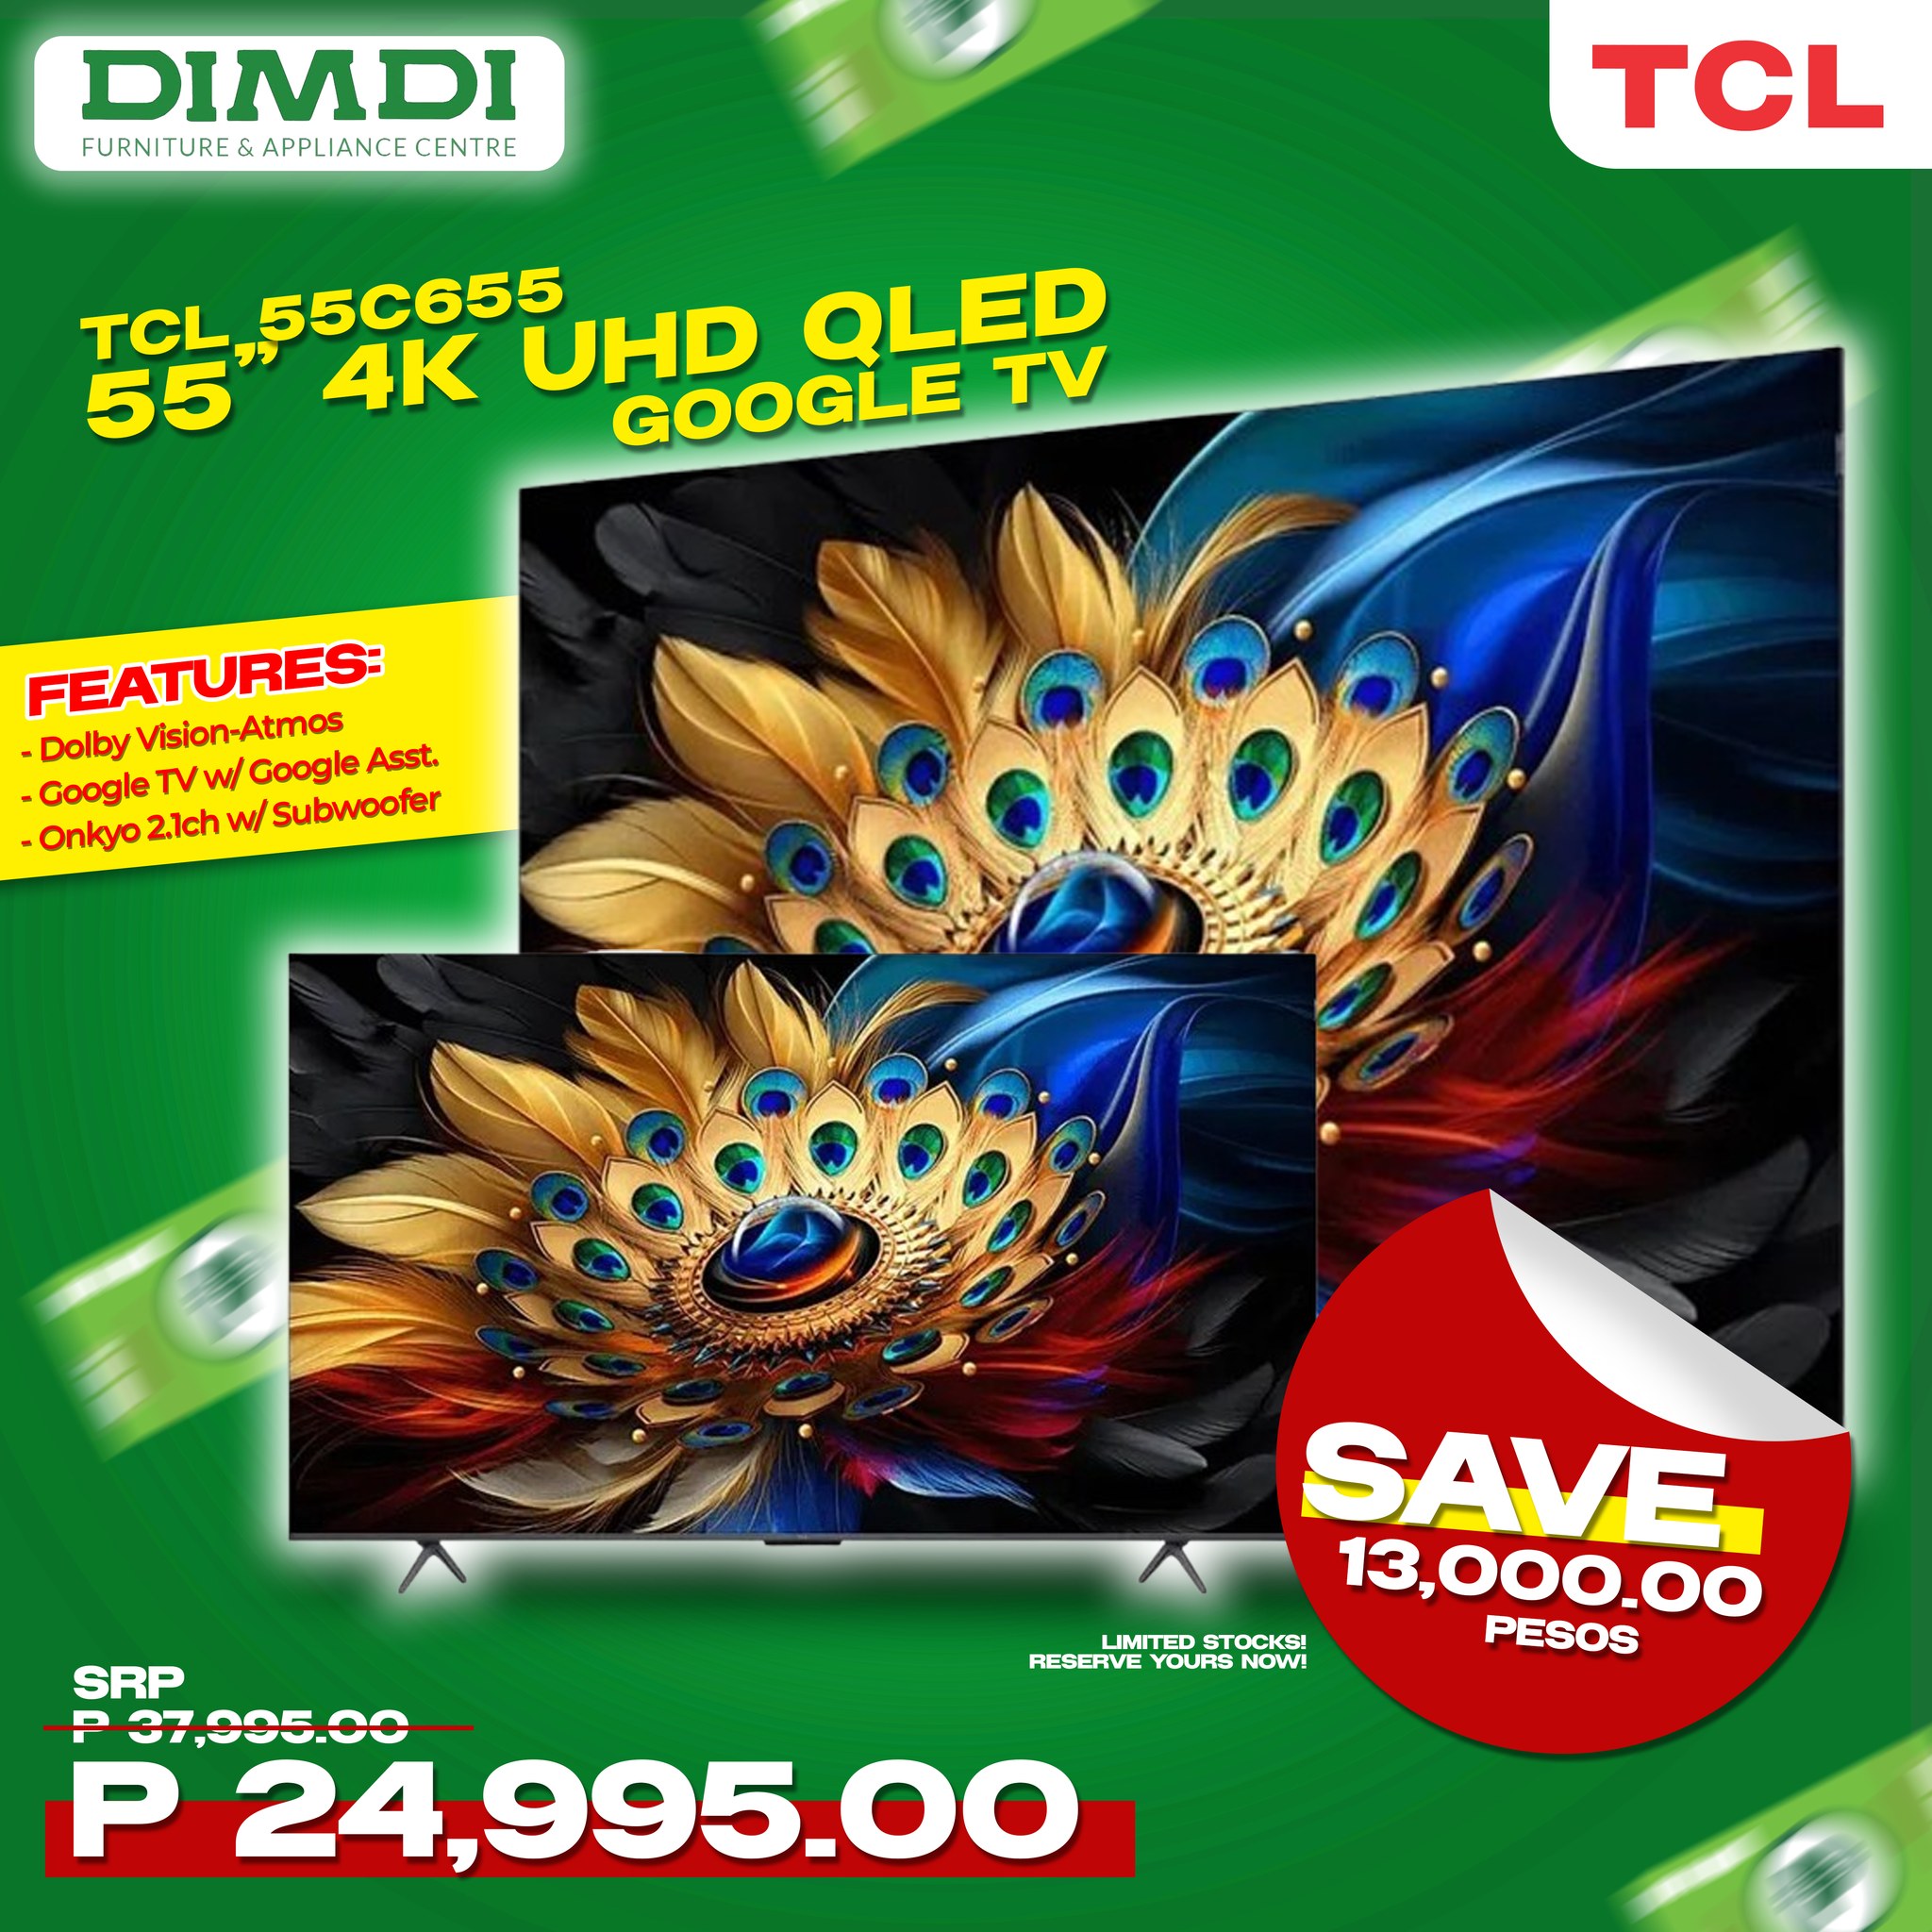 DIMDI
FURNITURE & APPLIANCE CENTRE
TCL
TCL 55C655
55” 4K UHD QLED
GOOGLE TV
FEATURES:
- Dolby Vision-Atmos
- Google TV w/ Google Asst.
- Onkyo 2.1ch w/ Subwoofer
SAVE
13,000.00
PESOS
LIMITED STOCKS!
RESERVE YOURS NOW!
SRP
P 37,995.00
P 24,995.00